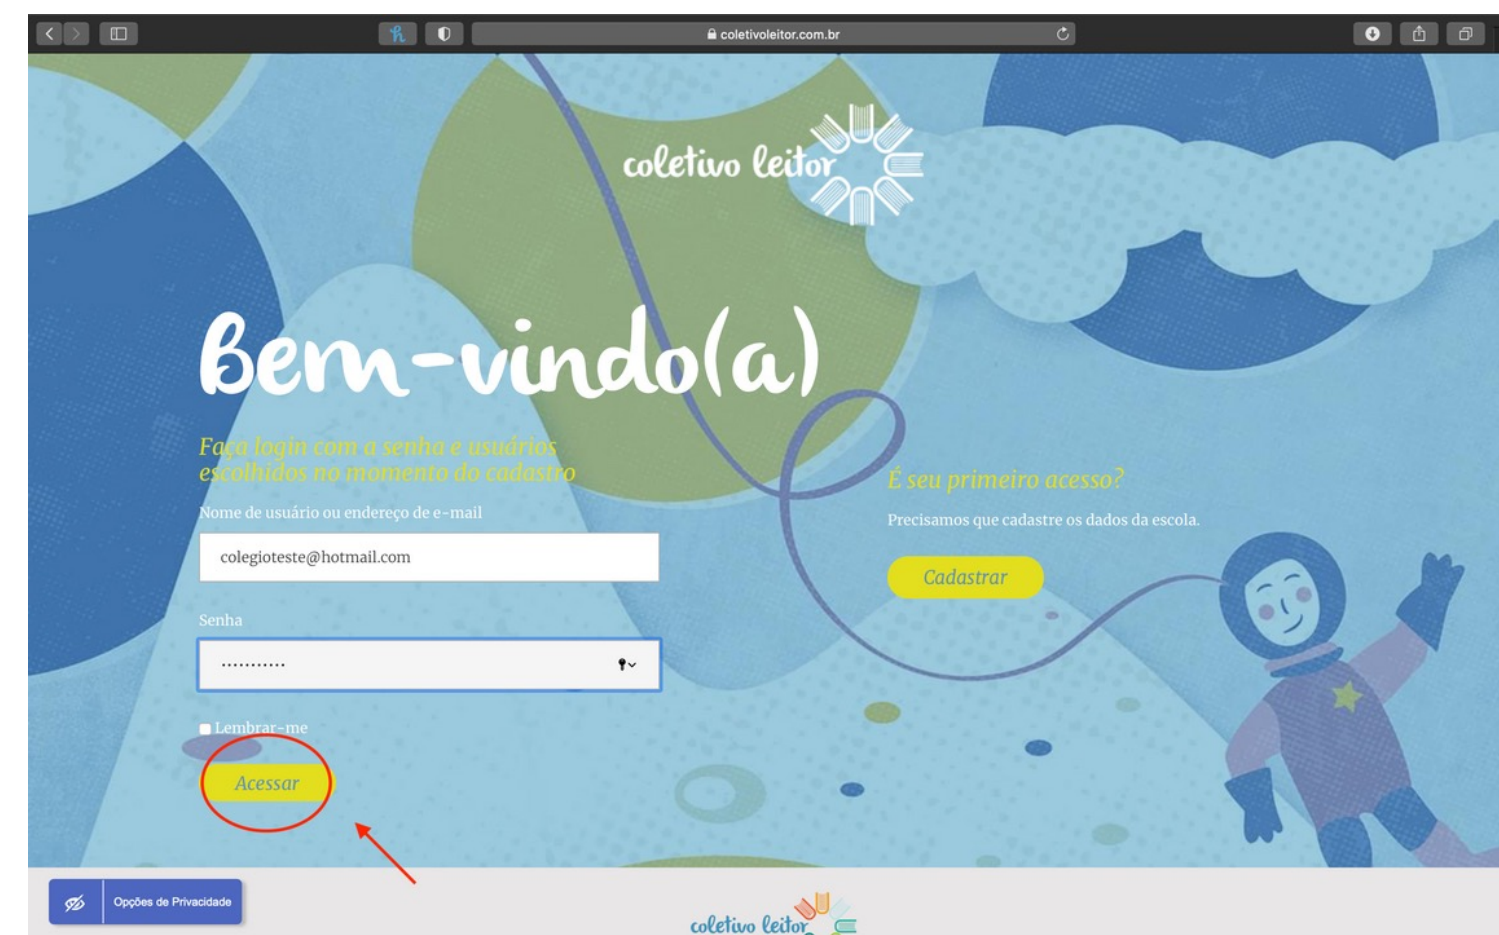 coletivoleitor.com.br
coletivo leitor
Bem-vindo(a)
Faça login com a senha e usuários
escolhidos no momento do cadastro
Nome de usuário ou endereço de e-mail
colegioteste@hotmail.com
Senha
...........
Lembrar-me
Acessar
É seu primeiro acesso?
Precisamos que cadastre os dados da escola.
Cadastrar
Opções de Privacidade
coletivo leitor